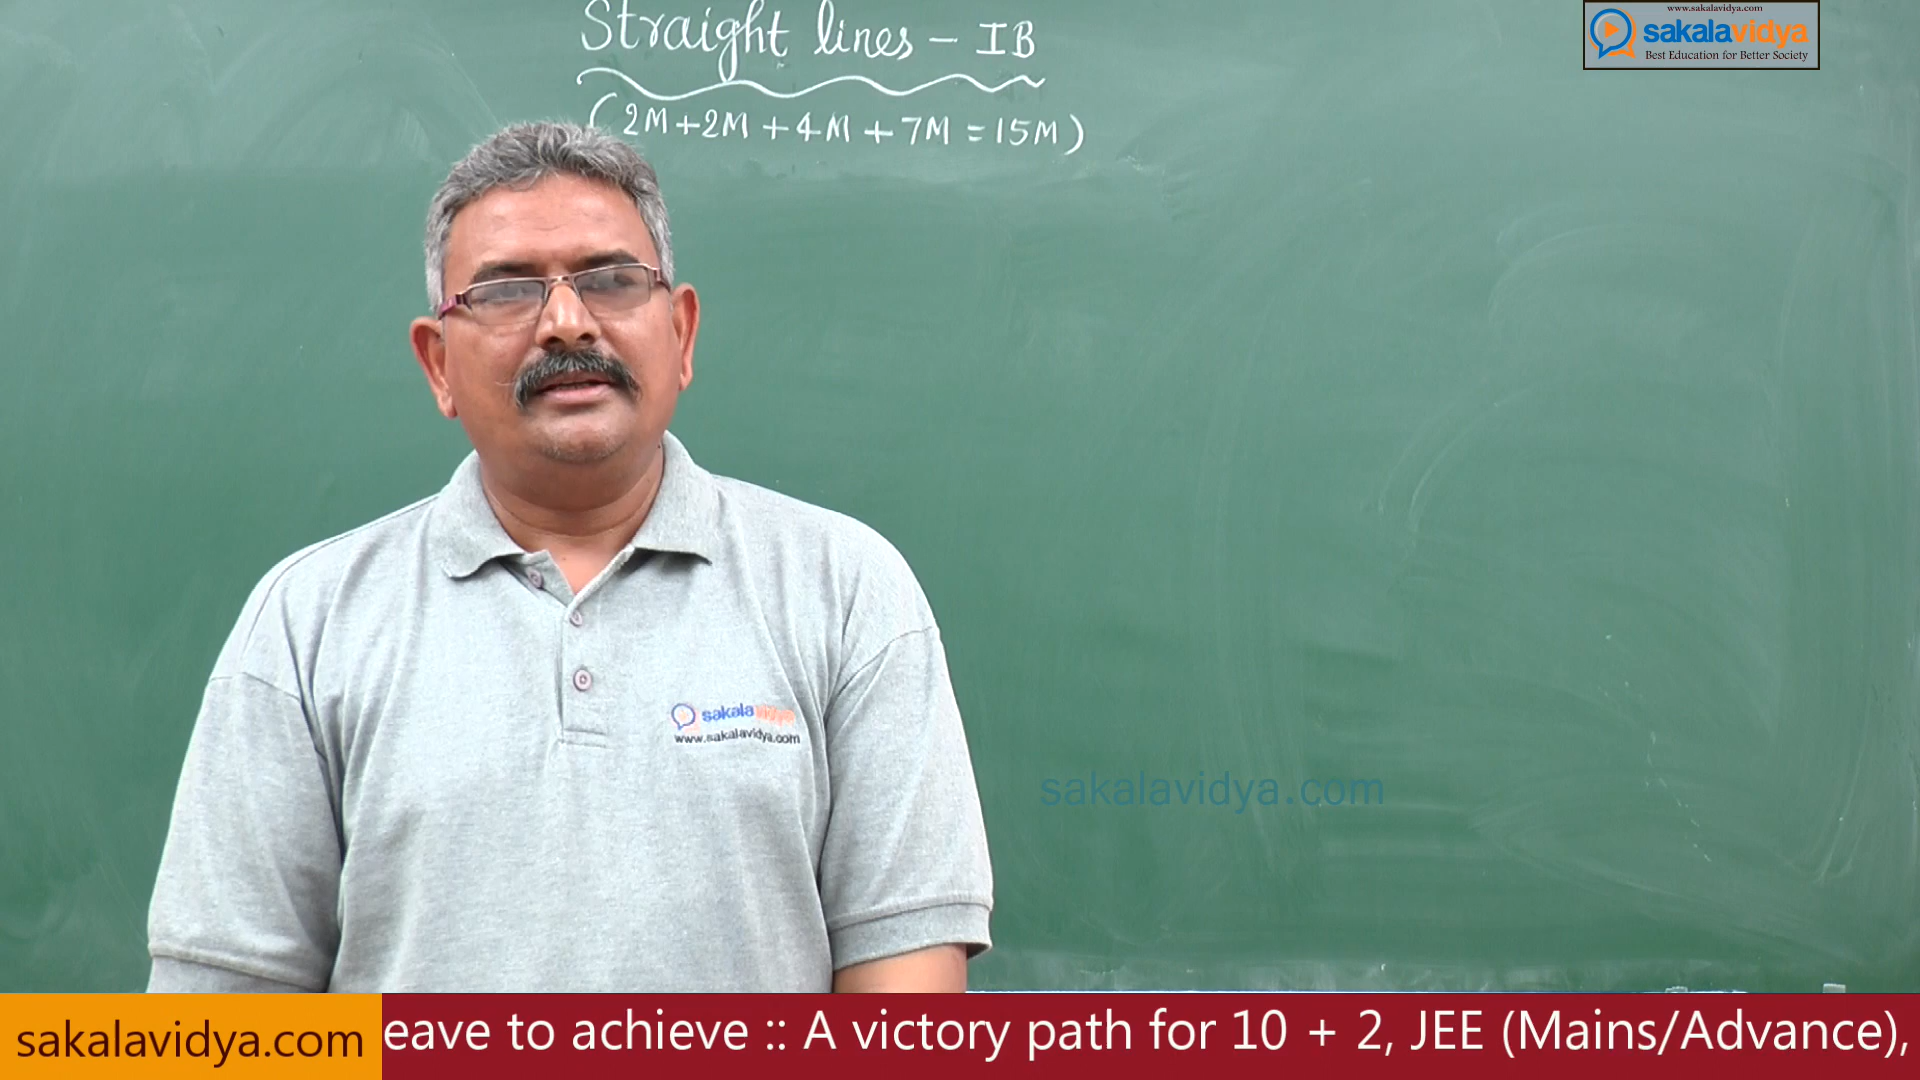 www.sakalavidya.com
sakalavidya
Best Education for Better Society
Straight lines - IB
(2M+2M+4M+7M=15M)
sakalavidya
www.sakalavidya.com
sakalavidya.com
sakalavidya.com
eave to achieve :: A victory path for 10 + 2, JEE (Mains/Advance),